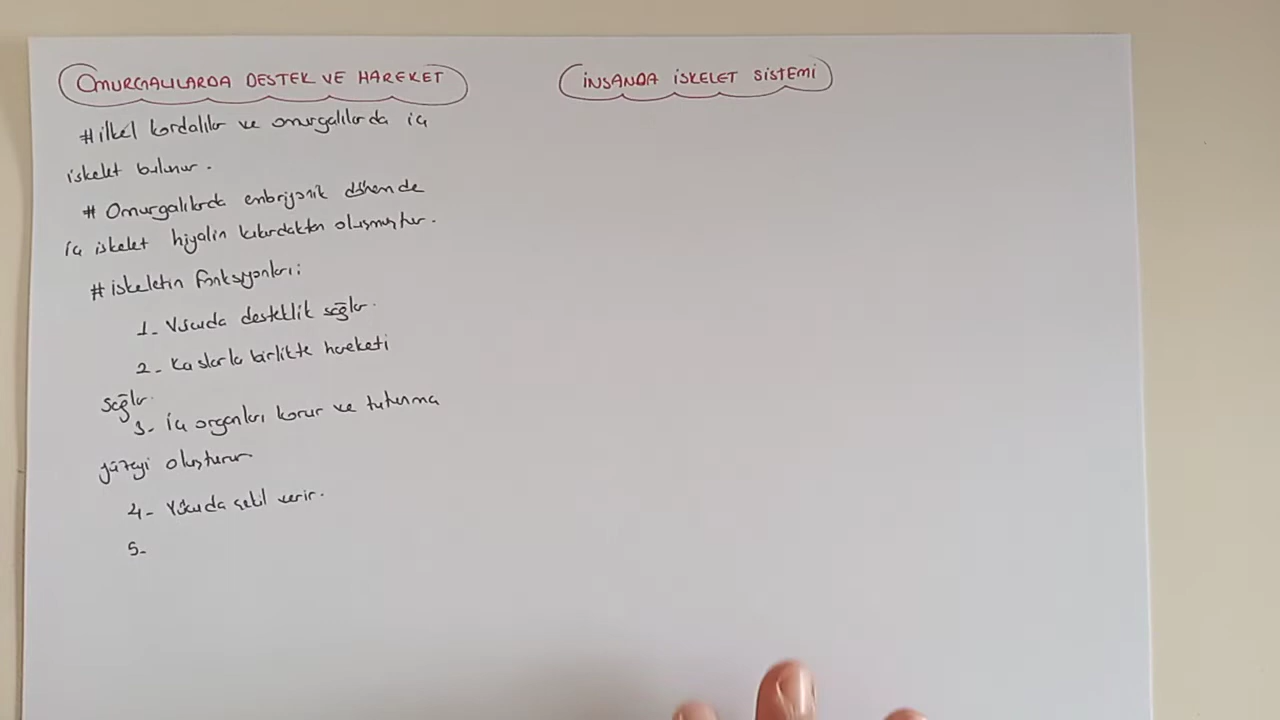 OMURGALILARDA DESTEK VE HAREKET
# ilkel kordalılar ve omurgalılarda iç
iskelet bulunur.
# Omurgalılarda embriyonik dönemde
iç iskelet hiyalin kıkırdaktan oluşmuştur.
# iskeletin fonksiyonları:
1- Vücuda desteklik sağlar.
2- Kaslarla birlikte hareketi
sağlar.
3- İç organları korur ve tutunma
yüzeyi oluşturur
4- Vücuda şekil verir.
5-
İNSANDA İSKELET SİSTEMİ